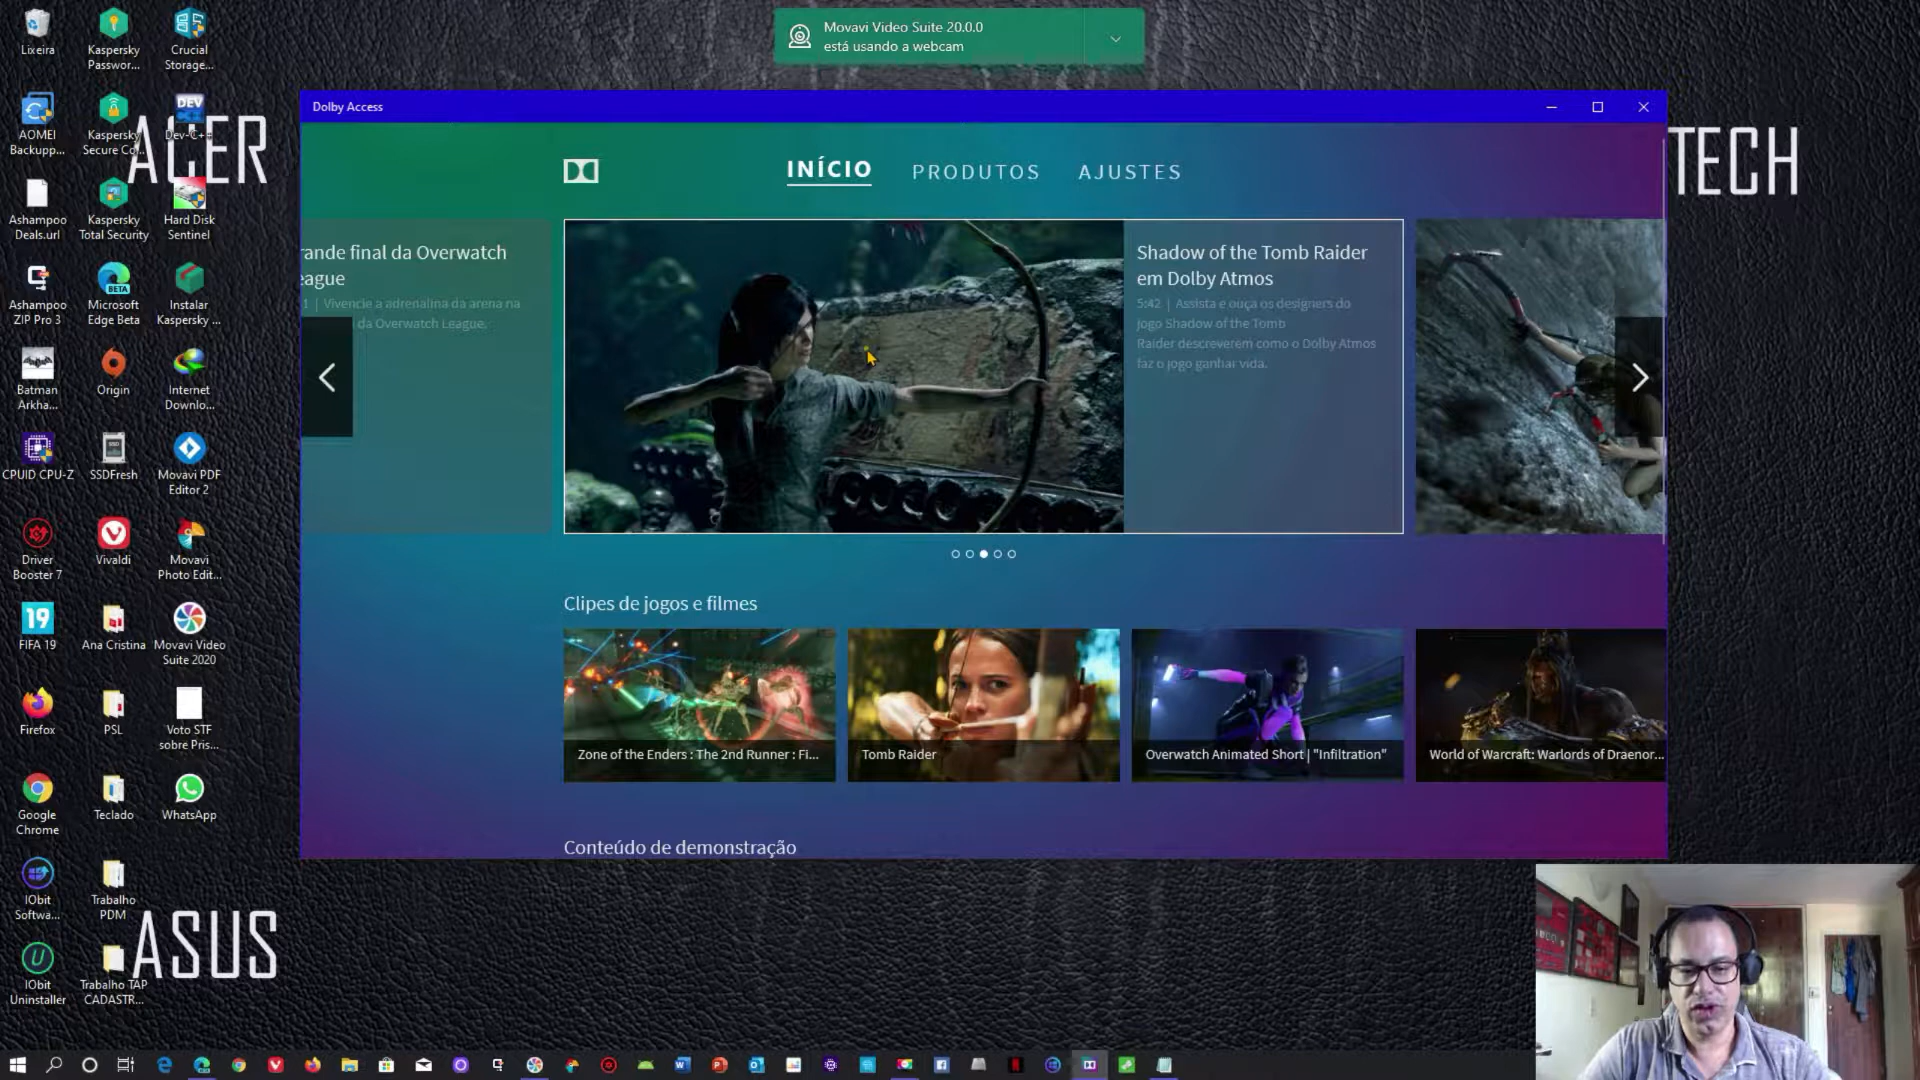 Movavi Video Suite 20.0.0
está usando a webcam
Lixeira
Kaspersky
Passwor...
Crucial
Storage...
AOMEI
Backupp...
Kaspersky
Secure Co...
Dev-C++
Ashampoo
Deals.url
Kaspersky
Total Security
Hard Disk
Sentinel
Ashampoo
ZIP Pro 3
Microsoft
Edge Beta
Instalar
Kaspersky ...
Batman
Arkha...
Origin
Internet
Downlo...
CPUID CPU-Z
SSDFresh
Movavi PDF
Editor 2
Driver
Booster 7
Vivaldi
Movavi
Photo Edit...
19
FIFA 19
Ana Cristina
Movavi Video
Suite 2020
Firefox
PSL
Voto STF
sobre Pris...
Google
Chrome
Teclado
WhatsApp
IObit
Softwa...
Trabalho
PDM
IObit
Uninstaller
Trabalho TAP
CADASTR...
ACER
ASUS
TECH
Dolby Access
INÍCIO PRODUTOS AJUSTES
rande final da Overwatch
eague
1 | Vivencie a adrenalina da arena na
da Overwatch League.
Shadow of the Tomb Raider
em Dolby Atmos
5:42 | Assista e ouça os designers do
jogo Shadow of the Tomb
Raider descreverem como o Dolby Atmos
faz o jogo ganhar vida.
Clipes de jogos e filmes
Zone of the Enders : The 2nd Runner : Fi...
Tomb Raider
Overwatch Animated Short | "Infiltration"
World of Warcraft: Warlords of Draenor...
Conteúdo de demonstração